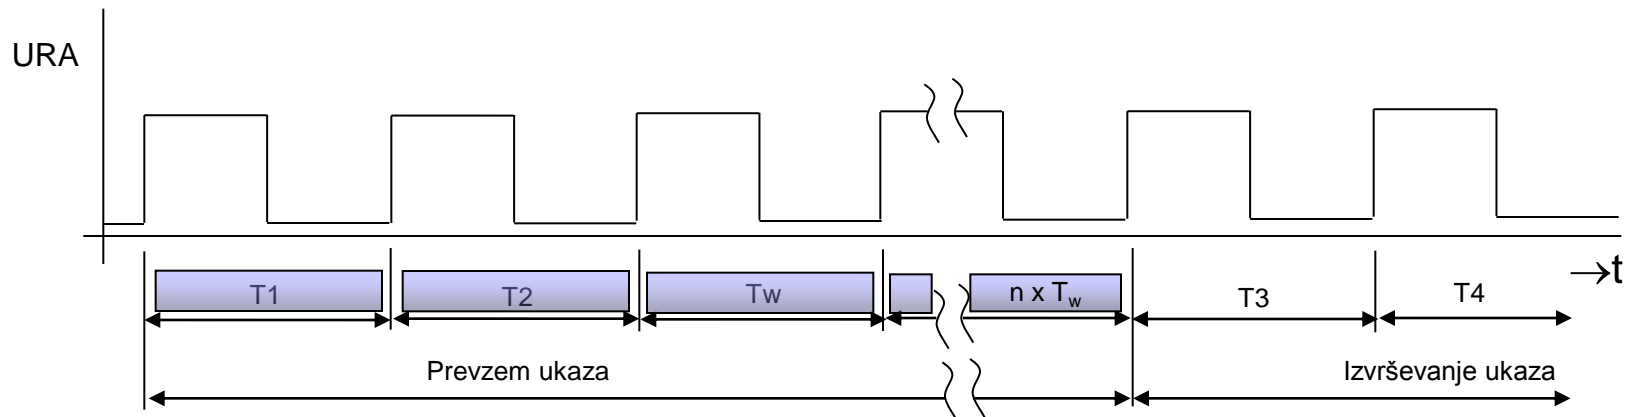 URA
T1 T2 Tw n x Tw T3 T4 →t
Prevzem ukaza Izvrševanje ukaza